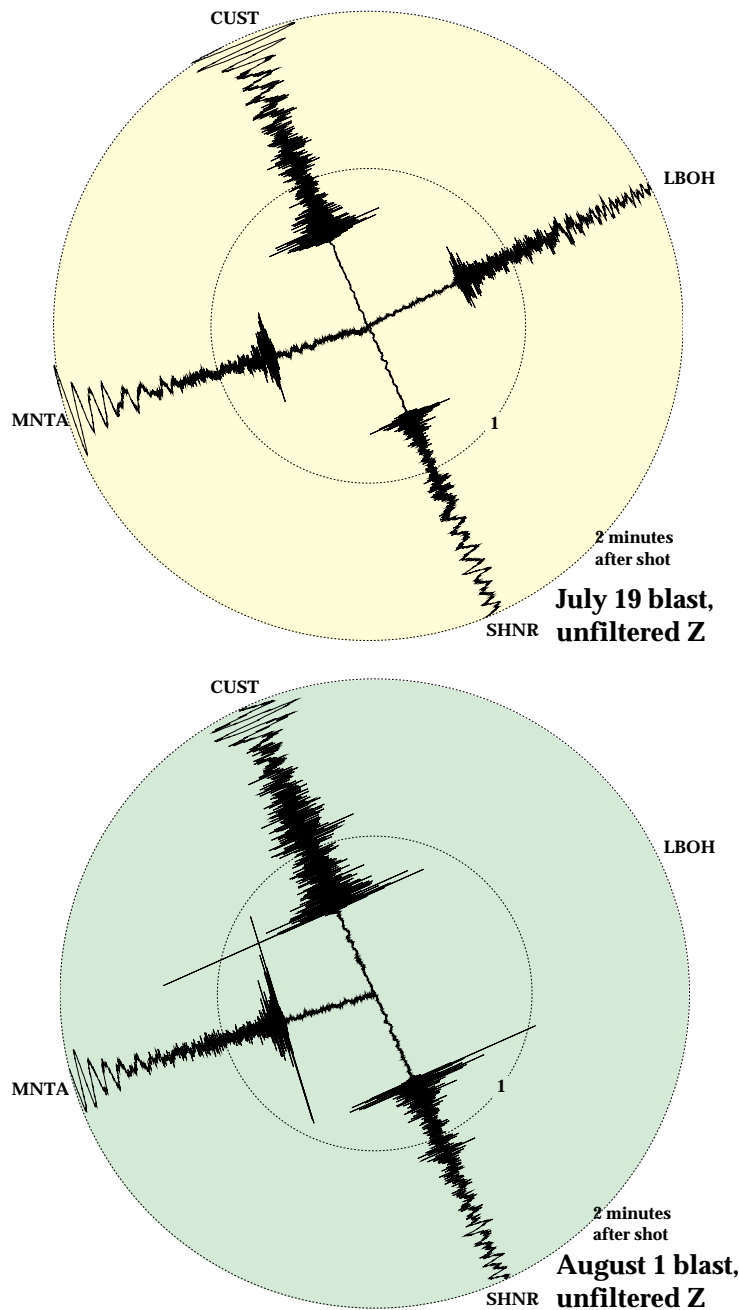 CUST
LBOH
MNTA
1
2 minutes
after shot
July 19 blast,
SHNR
unfiltered Z
CUST
LBOH
MNTA
1
2 minutes
after shot
August 1 blast,
SHNR
unfiltered Z